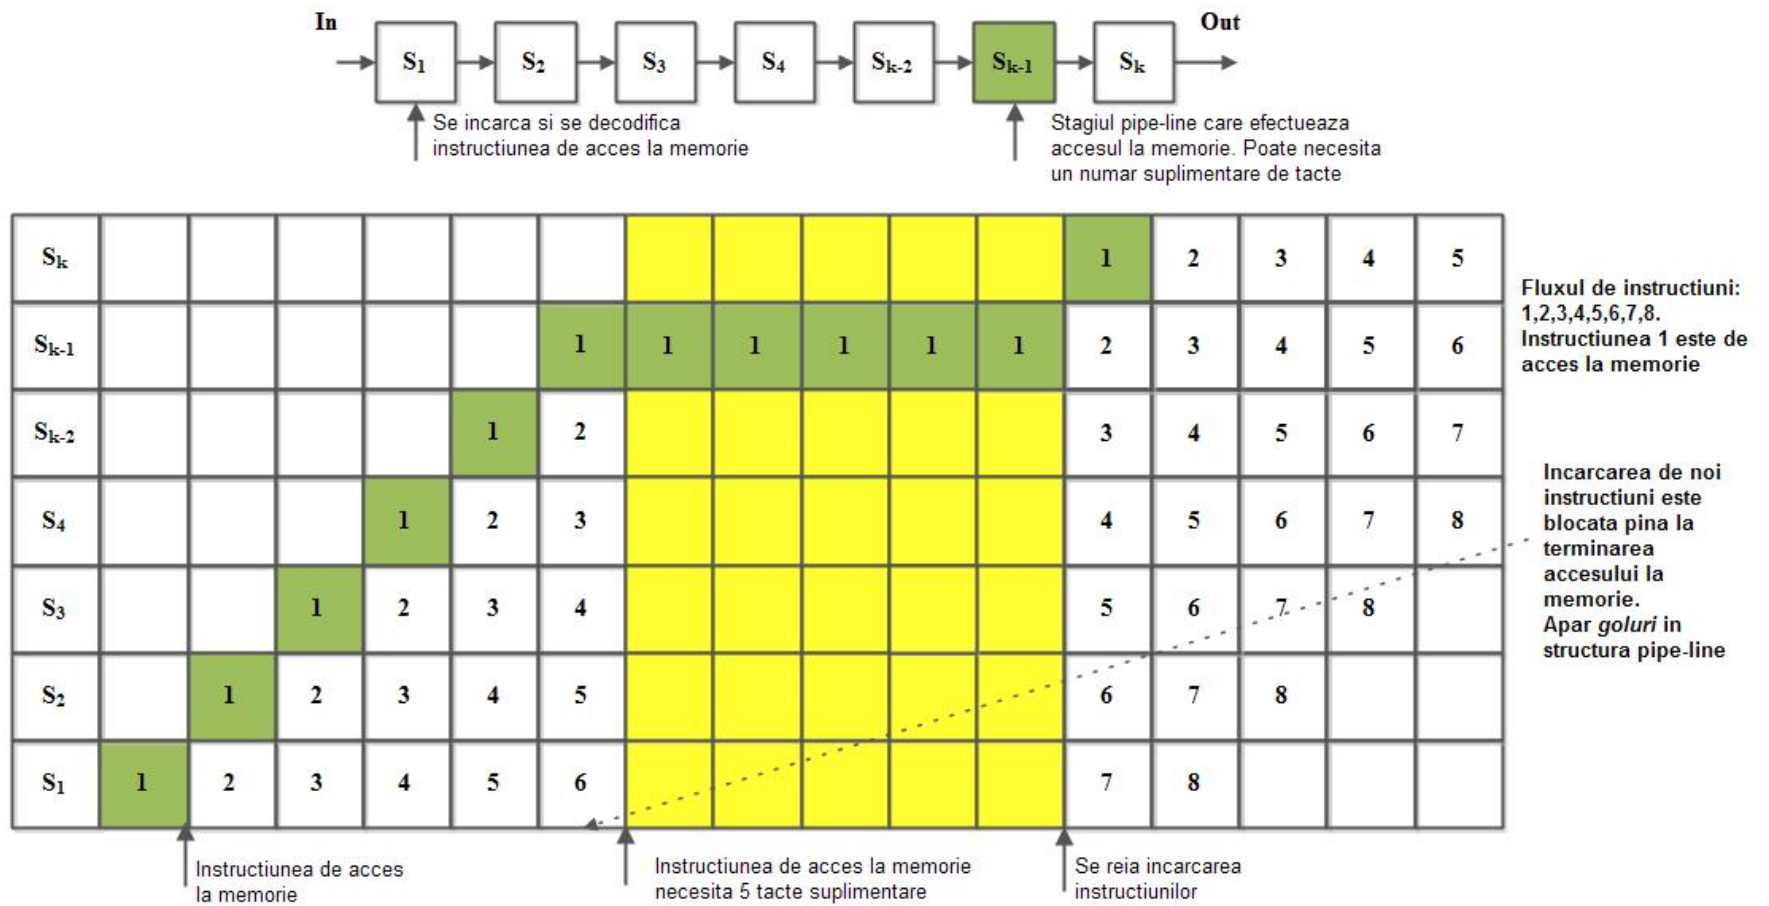 In Out
S1 S2 S3 S4 Sk-2 Sk-1 Sk
Se incarca si se decodifica
instructiunea de acces la memorie
Stagiul pipe-line care efectueaza
accesul la memorie. Poate necesita
un numar suplimentare de tacte
Sk 1 2 3 4 5
Sk-1 1 1 1 1 1 1 2 3 4 5 6
Sk-2 1 2 3 4 5 6 7
S4 1 2 3 4 5 6 7 8
S3 1 2 3 4 5 6 7 8
S2 1 2 3 4 5 6 7 8
S1 1 2 3 4 5 6 7 8
Fluxul de instructiuni:
1,2,3,4,5,6,7,8.
Instructiunea 1 este de
acces la memorie
Incarcarea de noi
instructiuni este
blocata pina la
terminarea
accesului la
memorie.
Apar goluri in
structura pipe-line
Instructiunea de acces
la memorie
Instructiunea de acces la memorie
necesita 5 tacte suplimentare
Se reia incarcarea
instructiunilor